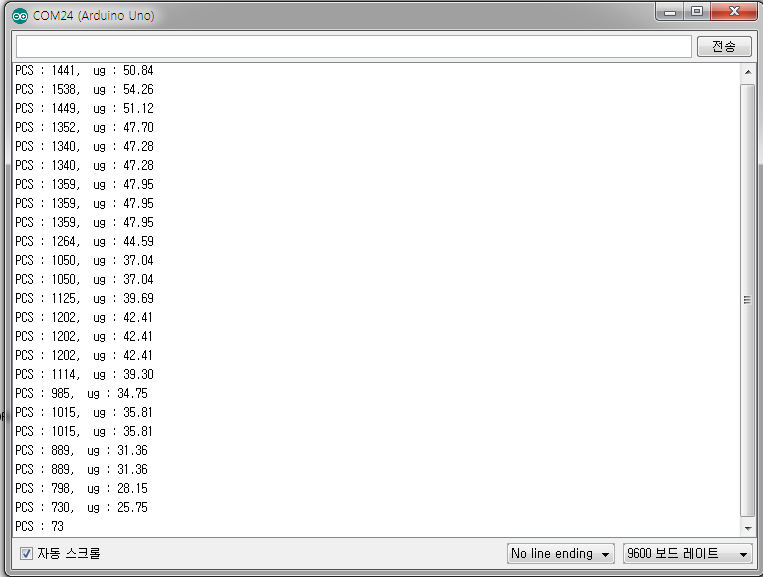 COM24 (Arduino Uno)
전송
PCS : 1441,  ug : 50.84
PCS : 1538,  ug : 54.26
PCS : 1449,  ug : 51.12
PCS : 1352,  ug : 47.70
PCS : 1340,  ug : 47.28
PCS : 1340,  ug : 47.28
PCS : 1359,  ug : 47.95
PCS : 1359,  ug : 47.95
PCS : 1359,  ug : 47.95
PCS : 1264,  ug : 44.59
PCS : 1050,  ug : 37.04
PCS : 1050,  ug : 37.04
PCS : 1125,  ug : 39.69
PCS : 1202,  ug : 42.41
PCS : 1202,  ug : 42.41
PCS : 1202,  ug : 42.41
PCS : 1114,  ug : 39.30
PCS : 985,  ug : 34.75
PCS : 1015,  ug : 35.81
PCS : 1015,  ug : 35.81
PCS : 889,  ug : 31.36
PCS : 889,  ug : 31.36
PCS : 798,  ug : 28.15
PCS : 730,  ug : 25.75
PCS : 73
자동 스크롤
No line ending
9600 보드 레이트